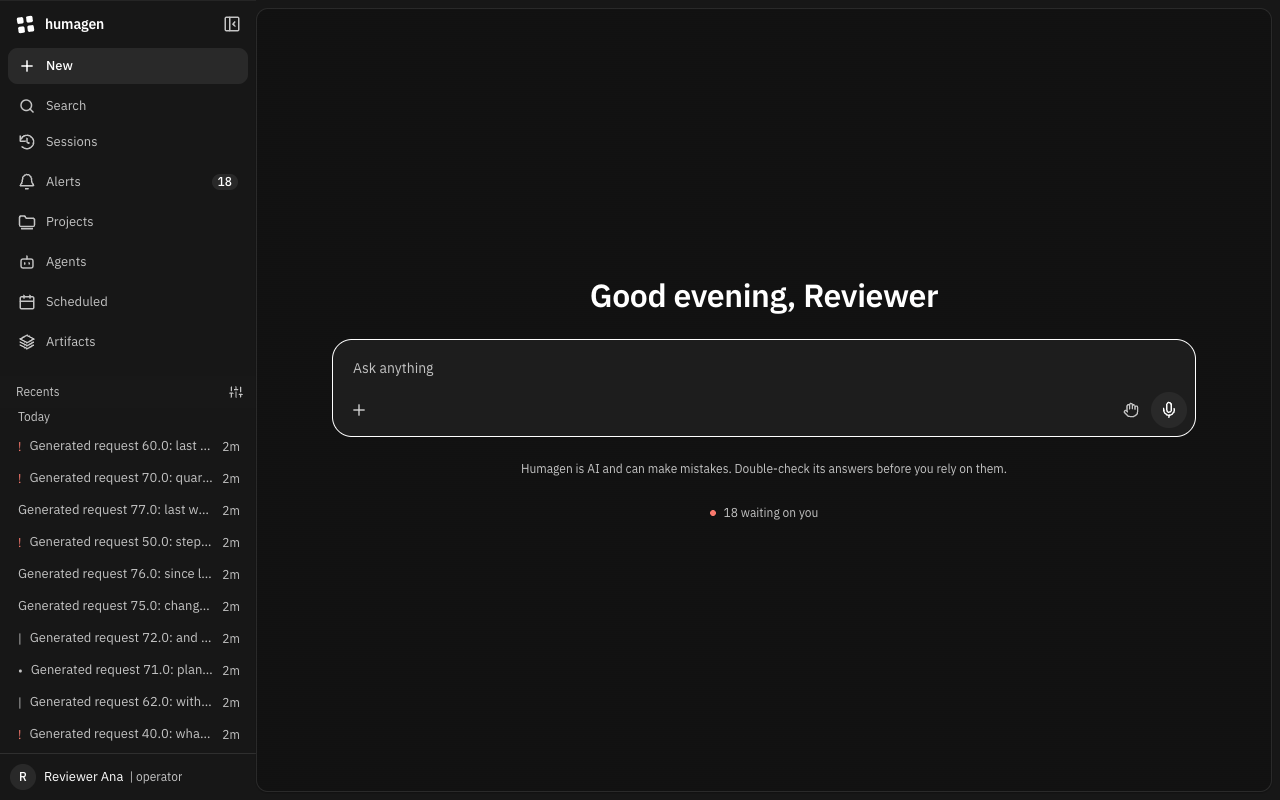 humagen
New
Search
Sessions
Alerts 18
Projects
Agents
Scheduled
Artifacts
Recents
Today
! Generated request 60.0: last ... 2m
! Generated request 70.0: quar... 2m
Generated request 77.0: last w... 2m
! Generated request 50.0: step... 2m
Generated request 76.0: since l... 2m
Generated request 75.0: chang... 2m
| Generated request 72.0: and ... 2m
• Generated request 71.0: plan... 2m
| Generated request 62.0: with... 2m
! Generated request 40.0: wha... 2m
R Reviewer Ana | operator
Good evening, Reviewer
Ask anything
Humagen is AI and can make mistakes. Double-check its answers before you rely on them.
18 waiting on you